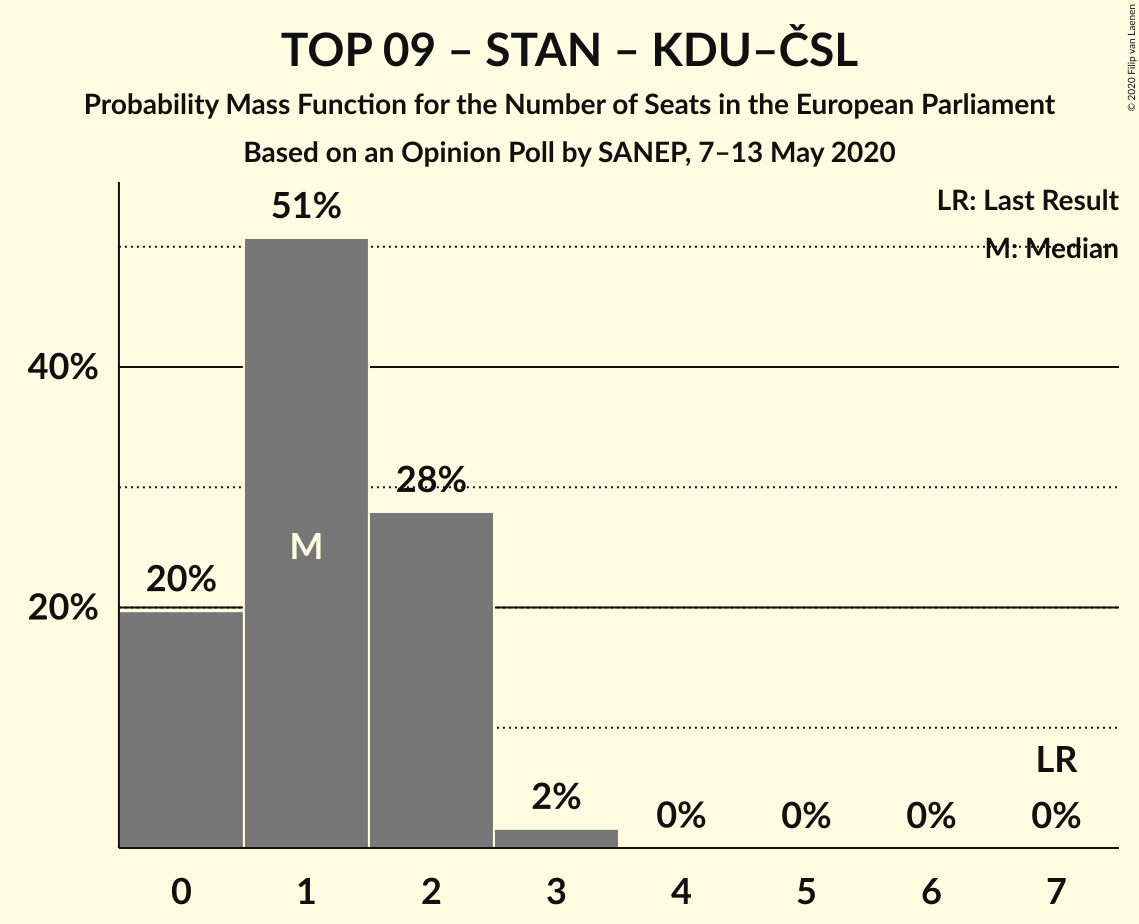 TOP 09 – STAN – KDU–ČSL
Probability Mass Function for the Number of Seats in the European Parliament
Based on an Opinion Poll by SANEP, 7–13 May 2020
© 2020 Filip van Laenen
LR: Last Result
M: Median
51%
40%
28%
M
20%
20%
LR
2%
0%
0%
0%
0%
0
1
2
3
4
5
6
7